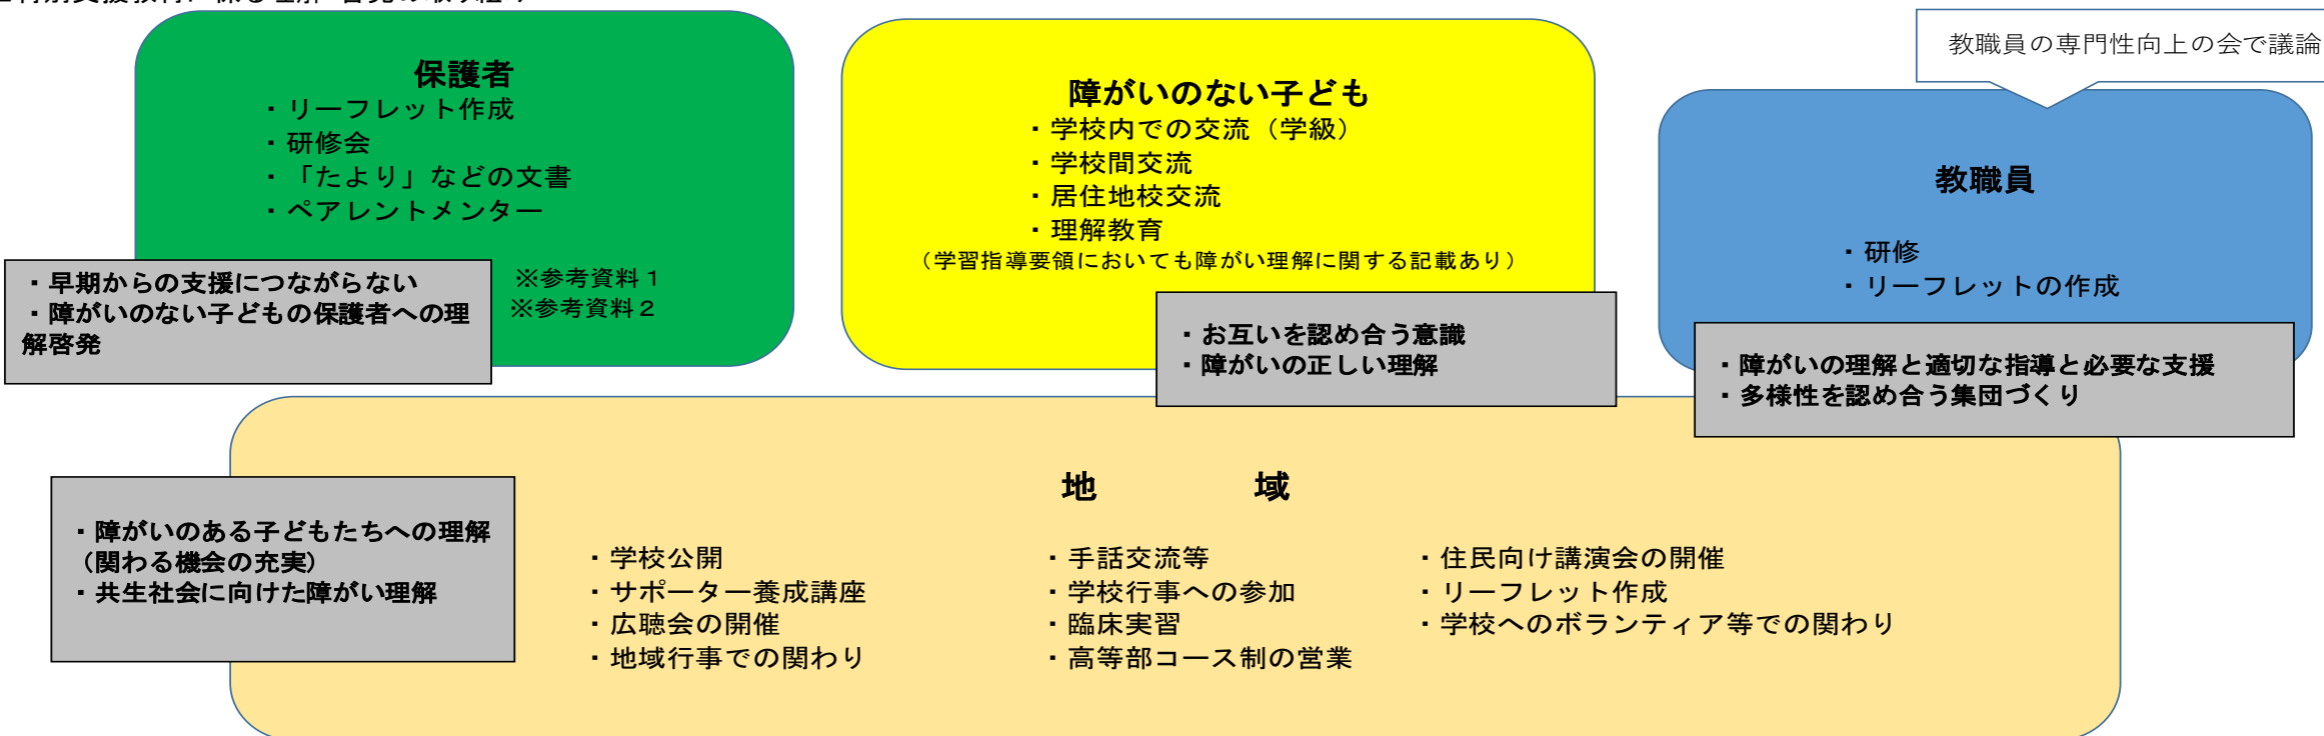 保護者
・リーフレット作成
・研修会
・「たより」などの文書
・ペアレントメンター
※参考資料１
※参考資料２
・早期からの支援につながらない
・障がいのない子どもの保護者への理
解啓発
障がいのない子ども
・学校内での交流（学級）
・学校間交流
・居住地校交流
・理解教育
（学習指導要領においても障がい理解に関する記載あり）
・お互いを認め合う意識
・障がいの正しい理解
教職員の専門性向上の会で議論
教職員
・研修
・リーフレットの作成
・障がいの理解と適切な指導と必要な支援
・多様性を認め合う集団づくり
地　域
・障がいのある子どもたちへの理解
（関わる機会の充実）
・共生社会に向けた障がい理解
・学校公開
・サポーター養成講座
・広聴会の開催
・地域行事での関わり
・手話交流等
・学校行事への参加
・臨床実習
・高等部コース制の営業
・住民向け講演会の開催
・リーフレット作成
・学校へのボランティア等での関わり